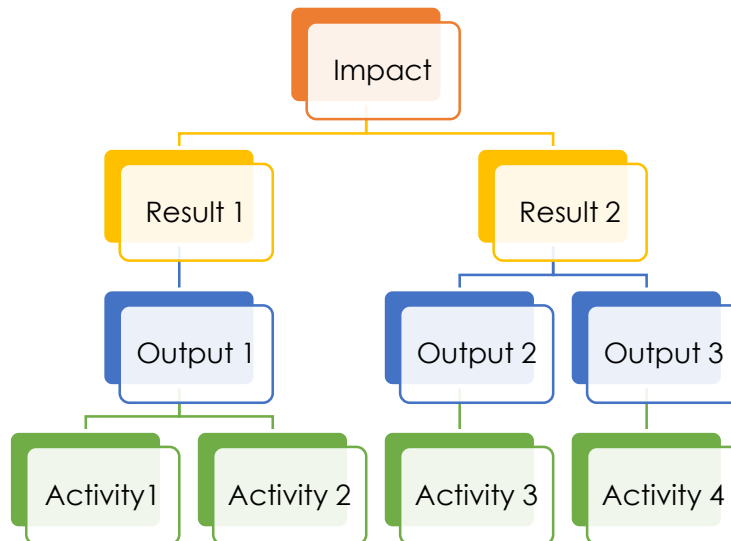 Impact
Result 1
Result 2
Output 1
Output 2
Output 3
Activity1
Activity 2
Activity 3
Activity 4